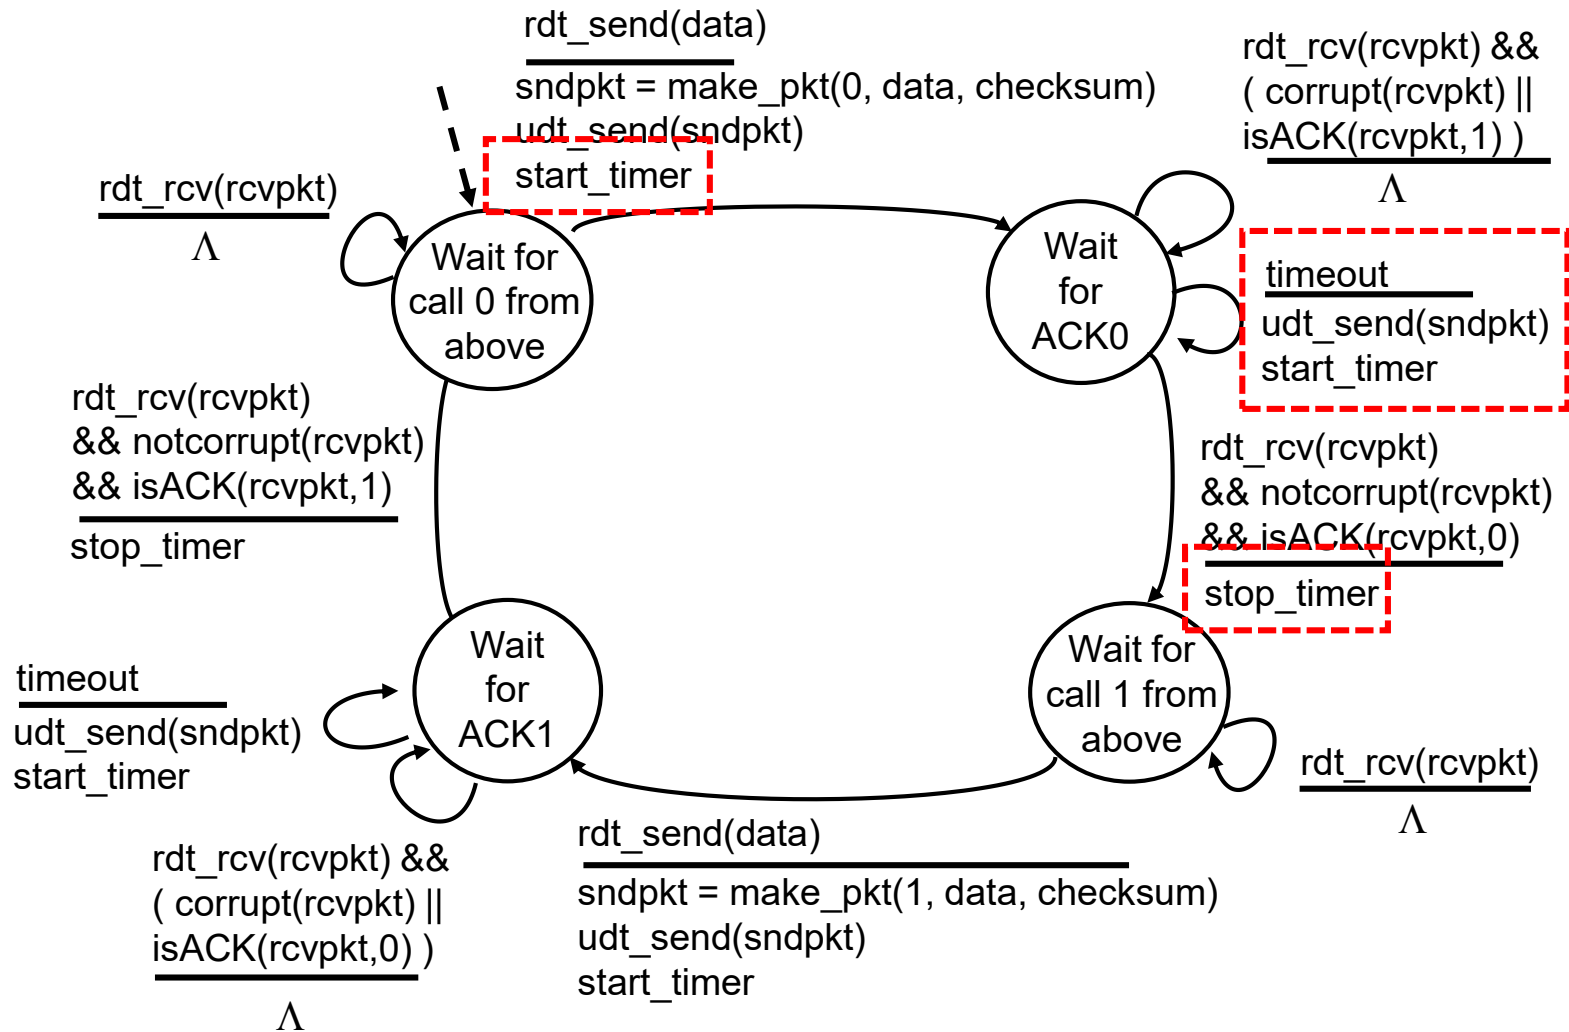 rdt_send(data)
sndpkt = make_pkt(0, data, checksum)
udt_send(sndpkt)
start_timer
rdt_rcv(rcvpkt) &&
( corrupt(rcvpkt) ||
isACK(rcvpkt,1) )
Λ
rdt_rcv(rcvpkt)
Λ
Wait for
call 0 from
above
Wait
for
ACK0
timeout
udt_send(sndpkt)
start_timer
rdt_rcv(rcvpkt)
&& notcorrupt(rcvpkt)
&& isACK(rcvpkt,1)
stop_timer
rdt_rcv(rcvpkt)
&& notcorrupt(rcvpkt)
&& isACK(rcvpkt,0)
stop_timer
Wait
for
ACK1
Wait for
call 1 from
above
timeout
udt_send(sndpkt)
start_timer
rdt_rcv(rcvpkt)
Λ
rdt_rcv(rcvpkt) &&
( corrupt(rcvpkt) ||
isACK(rcvpkt,0) )
Λ
rdt_send(data)
sndpkt = make_pkt(1, data, checksum)
udt_send(sndpkt)
start_timer